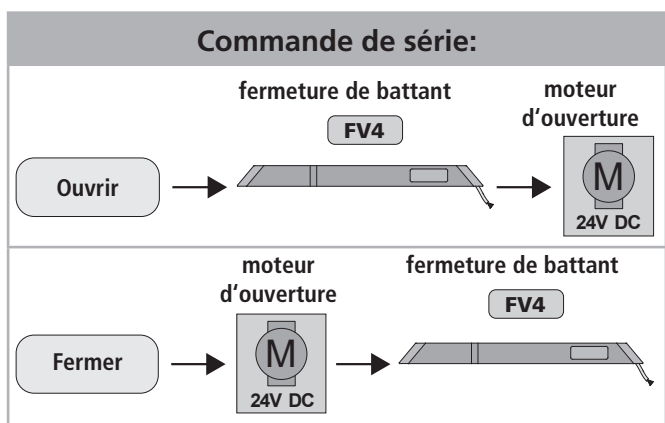 Commande de série:
fermeture de battant
FV4
moteur
d‘ouverture
Ouvrir
M
24V DC
moteur
d‘ouverture
fermeture de battant
FV4
Fermer
M
24V DC